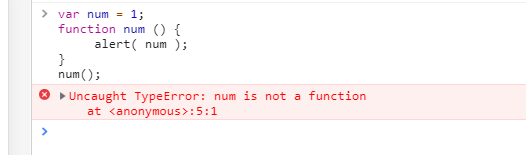 > var num = 1;
function num () {
     alert( num );
}
num();
Uncaught TypeError: num is not a function
    at <anonymous>:5:1
>